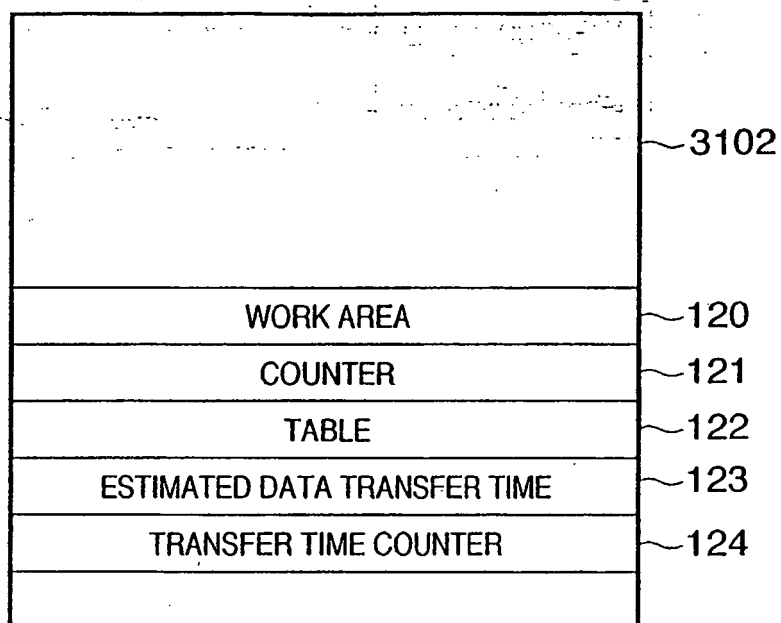 3102
WORK AREA 120
COUNTER 121
TABLE 122
ESTIMATED DATA TRANSFER TIME 123
TRANSFER TIME COUNTER 124